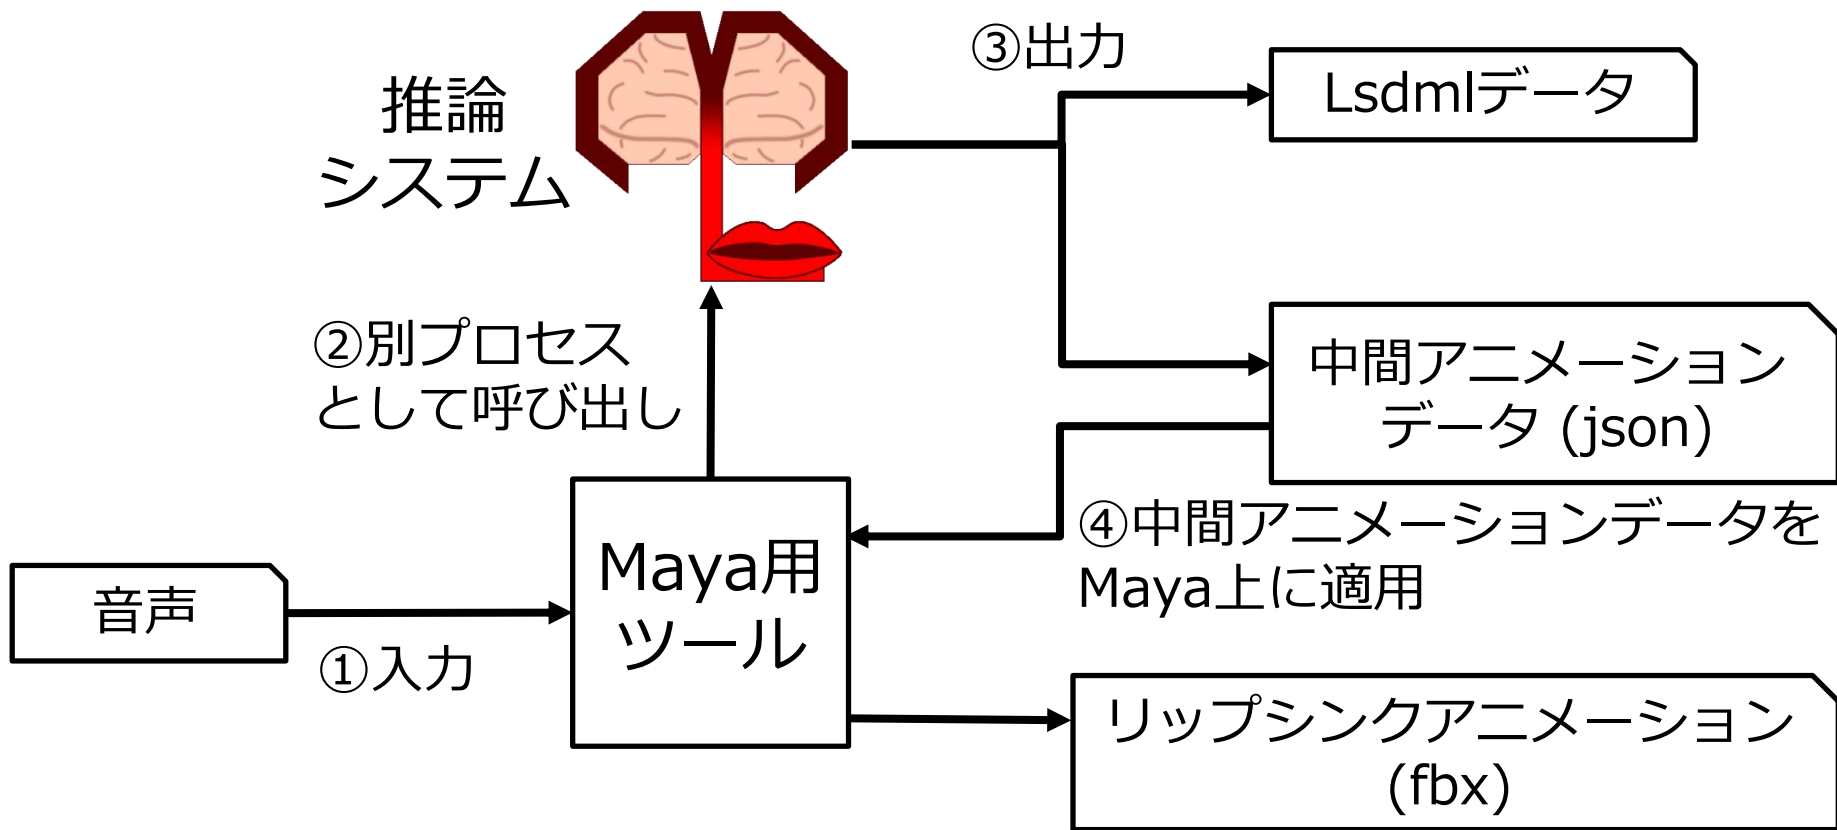 推論
システム
③出力
Lsdmlデータ
②別プロセス
として呼び出し
中間アニメーション
データ (json)
④中間アニメーションデータを
Maya上に適用
音声
①入力
Maya用
ツール
リップシンクアニメーション
(fbx)